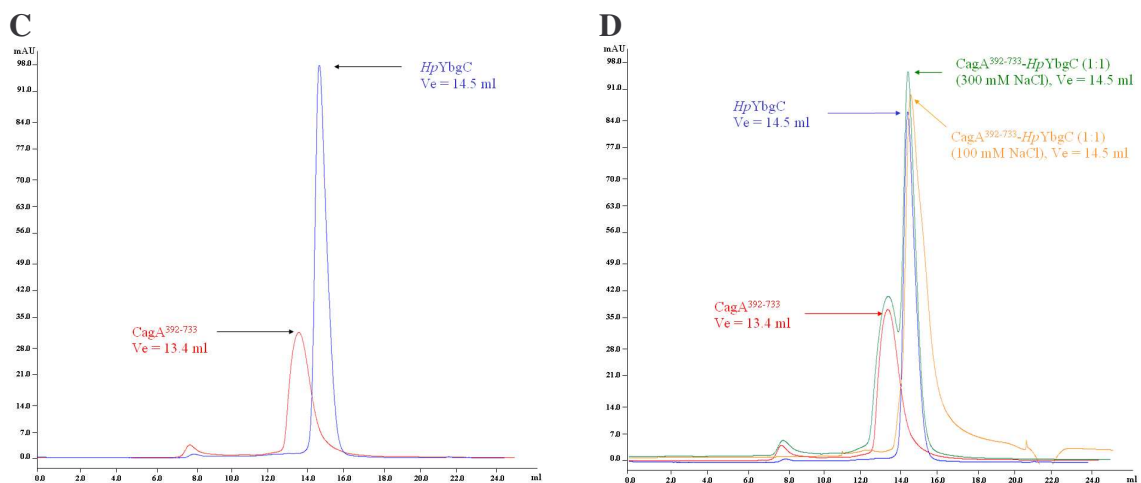 C
mAU
98.0
91.0
84.0
77.0
70.0
63.0
56.0
49.0
42.0
35.0
28.0
21.0
14.0
7.0
0.0
0.0 2.0 4.0 6.0 8.0 10.0 12.0 14.0 16.0 18.0 20.0 22.0 24.0 ml
HpYbgC
Ve = 14.5 ml
CagA³⁹²⁻⁷³³
Ve = 13.4 ml
D
mAU
98.0
91.0
84.0
77.0
70.0
63.0
56.0
49.0
42.0
35.0
28.0
21.0
14.0
7.0
0.0
0.0 2.0 4.0 6.0 8.0 10.0 12.0 14.0 16.0 18.0 20.0 22.0 24.0 ml
CagA³⁹²⁻⁷³³-HpYbgC (1:1)
(300 mM NaCl), Ve = 14.5 ml
HpYbgC
Ve = 14.5 ml
CagA³⁹²⁻⁷³³-HpYbgC (1:1)
(100 mM NaCl), Ve = 14.5 ml
CagA³⁹²⁻⁷³³
Ve = 13.4 ml